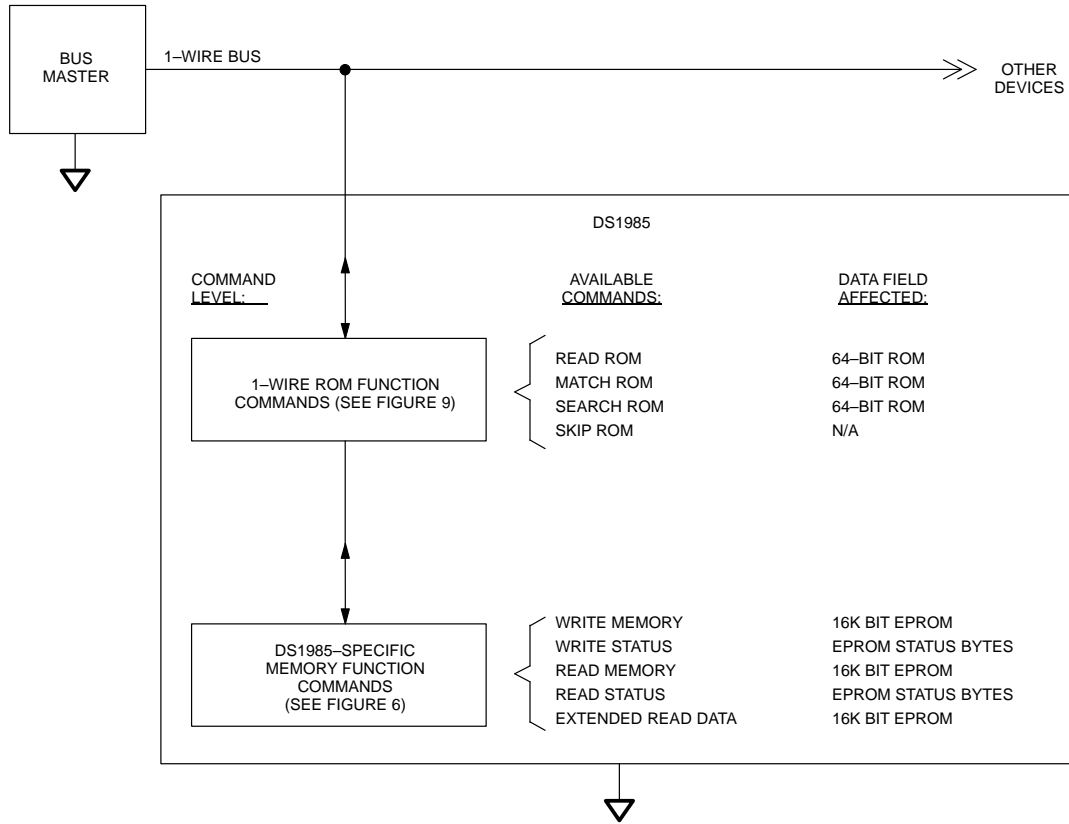 BUS
MASTER
1–WIRE BUS
OTHER
DEVICES
DS1985
COMMAND
LEVEL:
AVAILABLE
COMMANDS:
DATA FIELD
AFFECTED:
1–WIRE ROM FUNCTION
COMMANDS (SEE FIGURE 9)
READ ROM 64–BIT ROM
MATCH ROM 64–BIT ROM
SEARCH ROM 64–BIT ROM
SKIP ROM N/A
DS1985–SPECIFIC
MEMORY FUNCTION
COMMANDS
(SEE FIGURE 6)
WRITE MEMORY 16K BIT EPROM
WRITE STATUS EPROM STATUS BYTES
READ MEMORY 16K BIT EPROM
READ STATUS EPROM STATUS BYTES
EXTENDED READ DATA 16K BIT EPROM